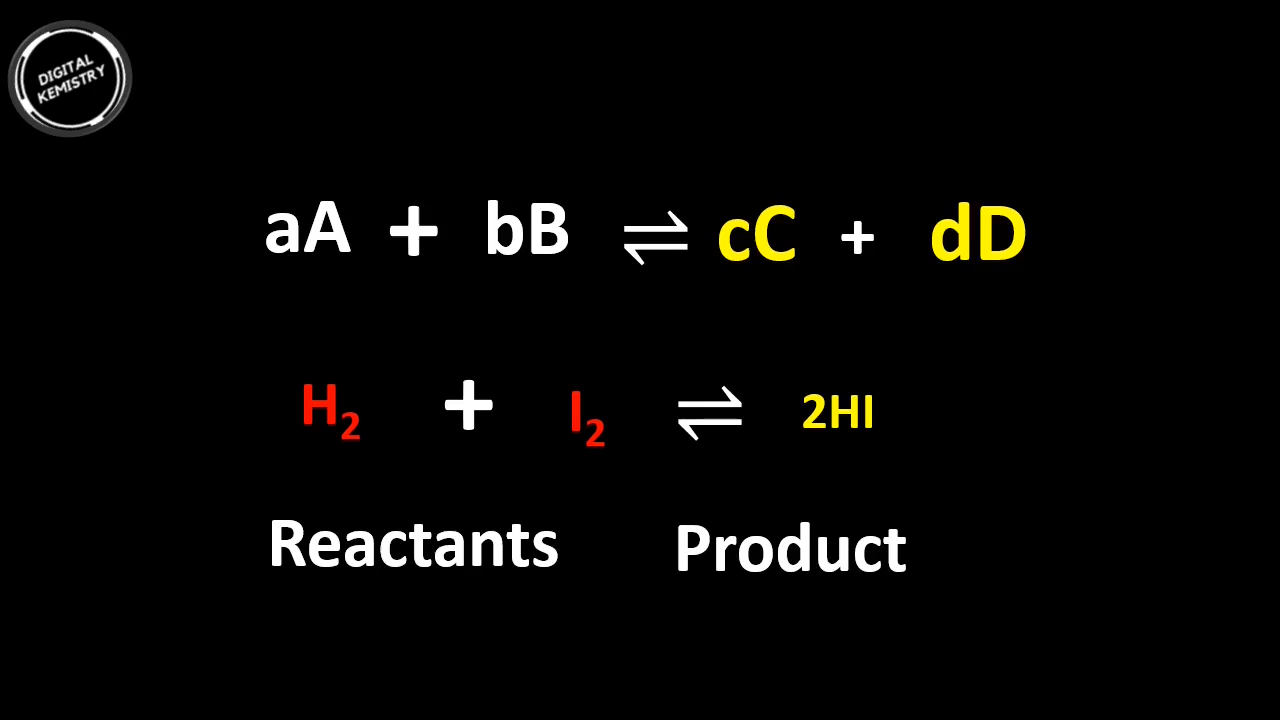 DIGITAL
KEMISTRY
aA + bB ⇌ cC + dD
H₂ + I₂ ⇌ 2HI
Reactants Product